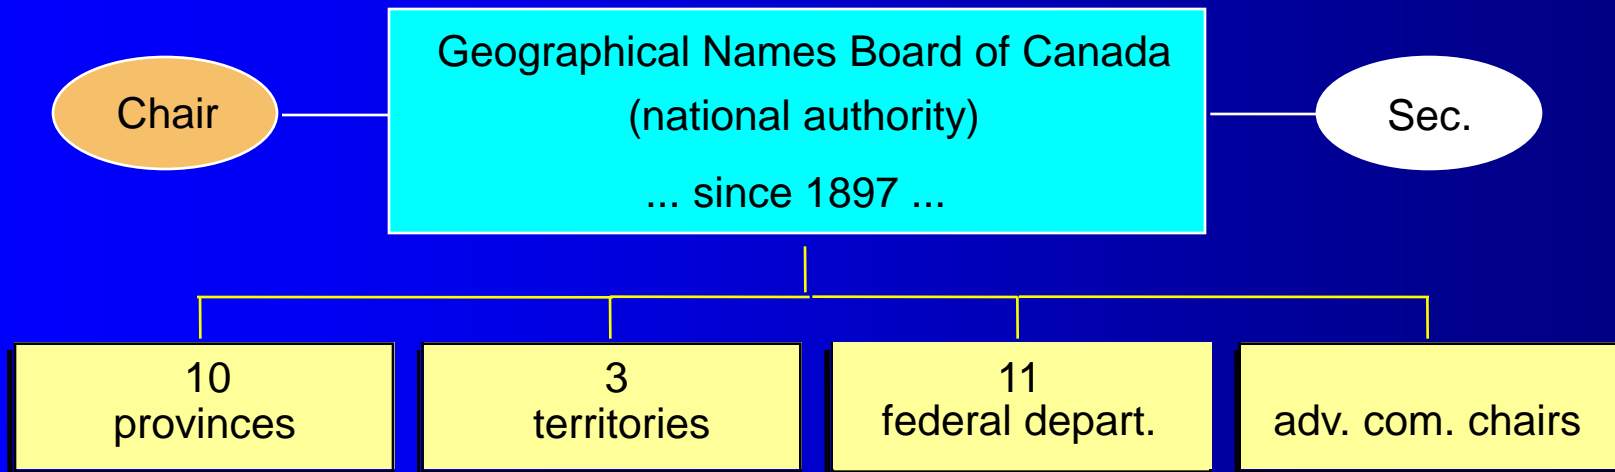 Geographical Names Board of Canada
(national authority)
... since 1897 ...
Chair
Sec.
10
provinces
3
territories
11
federal depart.
adv. com. chairs